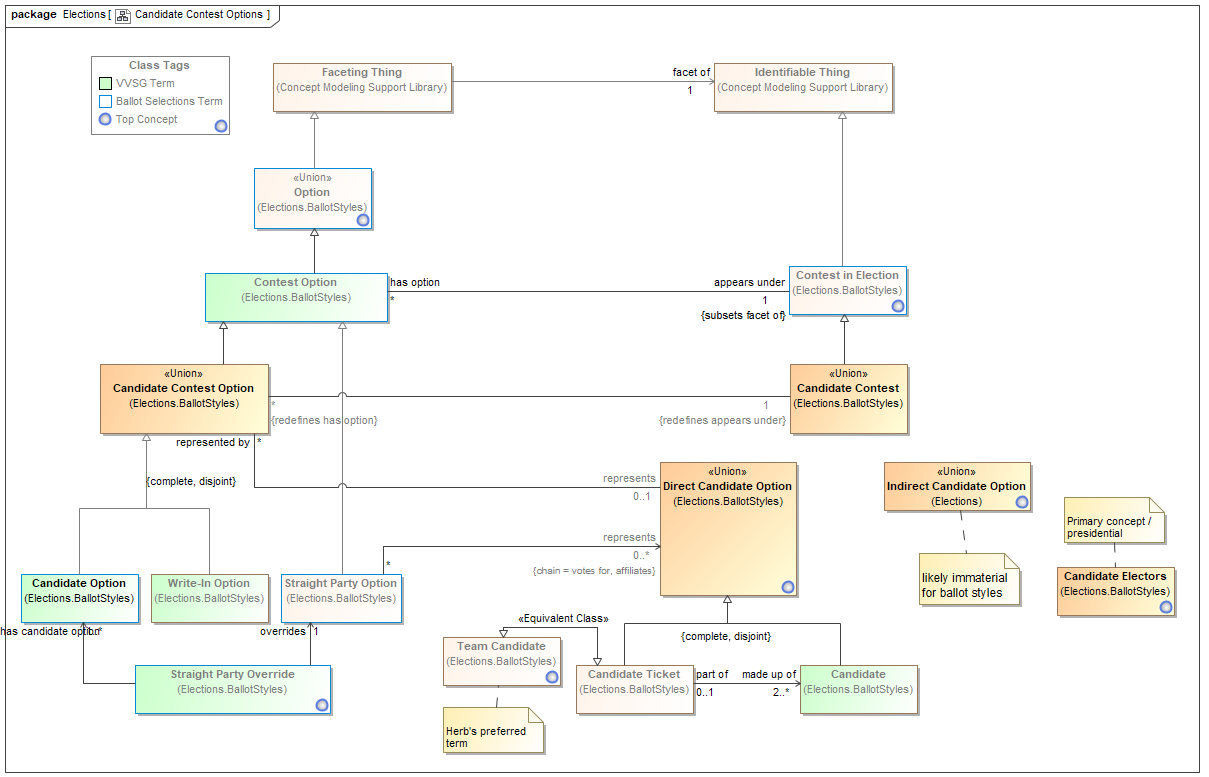 package Elections [ Candidate Contest Options ]
Class Tags
VVSG Term
Ballot Selections Term
Top Concept
Faceting Thing
(Concept Modeling Support Library)
facet of
1
Identifiable Thing
(Concept Modeling Support Library)
«Union»
Option
(Elections.BallotStyles)
Contest Option
(Elections.BallotStyles)
has option
*
appears under
1
{subsets facet of}
Contest in Election
(Elections.BallotStyles)
«Union»
Candidate Contest Option
(Elections.BallotStyles)
*
{redefines has option}
1
{redefines appears under}
«Union»
Candidate Contest
(Elections.BallotStyles)
represented by
*
{complete, disjoint}
represents
0..1
represents
0..*
{chain = votes for, affiliates}
*
«Union»
Direct Candidate Option
(Elections.BallotStyles)
«Union»
Indirect Candidate Option
(Elections)
likely immaterial
for ballot styles
Primary concept /
presidential
Candidate Electors
(Elections.BallotStyles)
Candidate Option
(Elections.BallotStyles)
Write-In Option
(Elections.BallotStyles)
Straight Party Option
(Elections.BallotStyles)
has candidate option
1..*
overrides
1
Straight Party Override
(Elections.BallotStyles)
«Equivalent Class»
{complete, disjoint}
Team Candidate
(Elections.BallotStyles)
Herb's preferred
term
Candidate Ticket
(Elections.BallotStyles)
part of
0..1
made up of
2..*
Candidate
(Elections.BallotStyles)